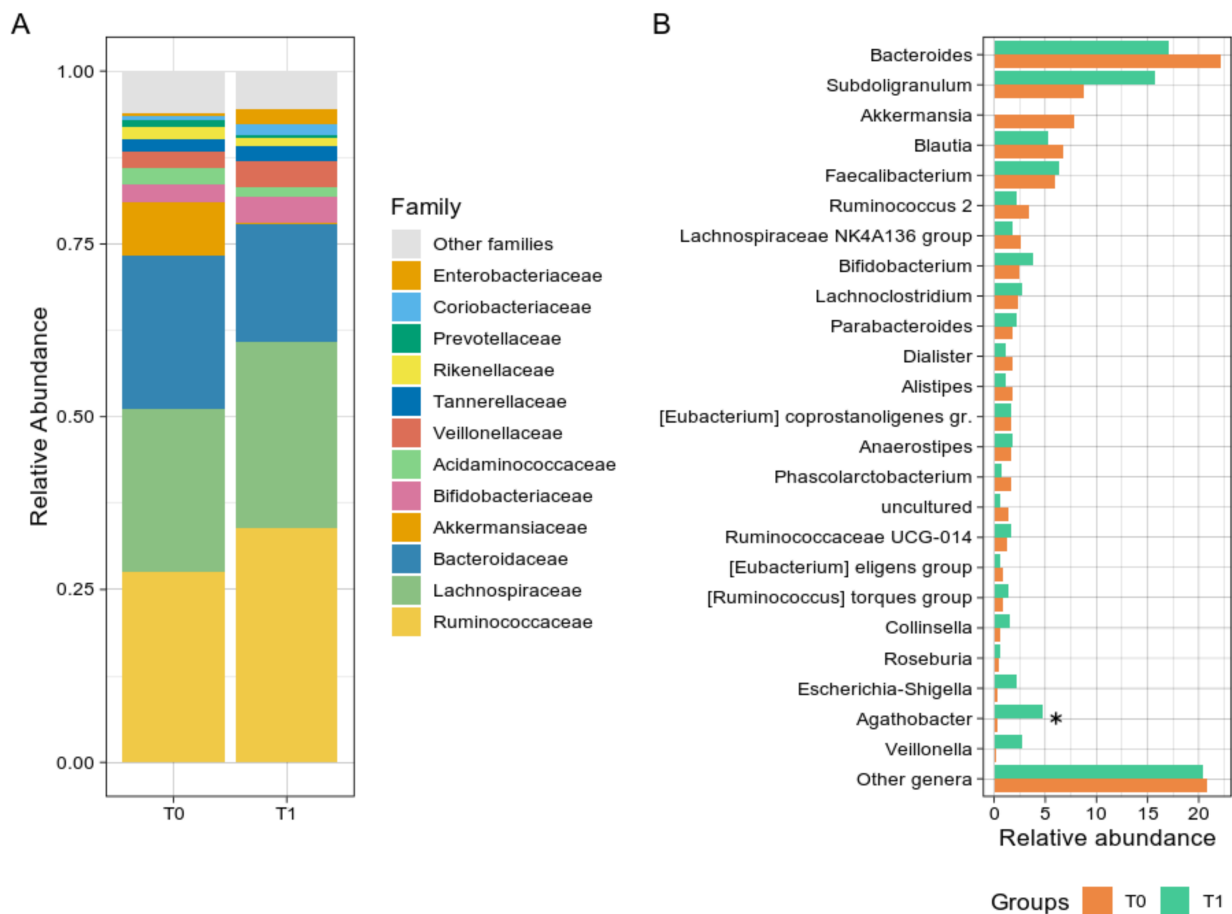 A
1.00
0.75
0.50
0.25
0.00
Relative Abundance
T0 T1
Family
Other families
Enterobacteriaceae
Coriobacteriaceae
Prevotellaceae
Rikenellaceae
Tannerellaceae
Veillonellaceae
Acidaminococcaceae
Bifidobacteriaceae
Akkermansiaceae
Bacteroidaceae
Lachnospiraceae
Ruminococcaceae
B
Bacteroides
Subdoligranulum
Akkermansia
Blautia
Faecalibacterium
Ruminococcus 2
Lachnospiraceae NK4A136 group
Bifidobacterium
Lachnoclostridium
Parabacteroides
Dialister
Alistipes
[Eubacterium] coprostanoligenes gr.
Anaerostipes
Phascolarctobacterium
uncultured
Ruminococcaceae UCG-014
[Eubacterium] eligens group
[Ruminococcus] torques group
Collinsella
Roseburia
Escherichia-Shigella
Agathobacter *
Veillonella
Other genera
0 5 10 15 20
Relative abundance
Groups T0 T1